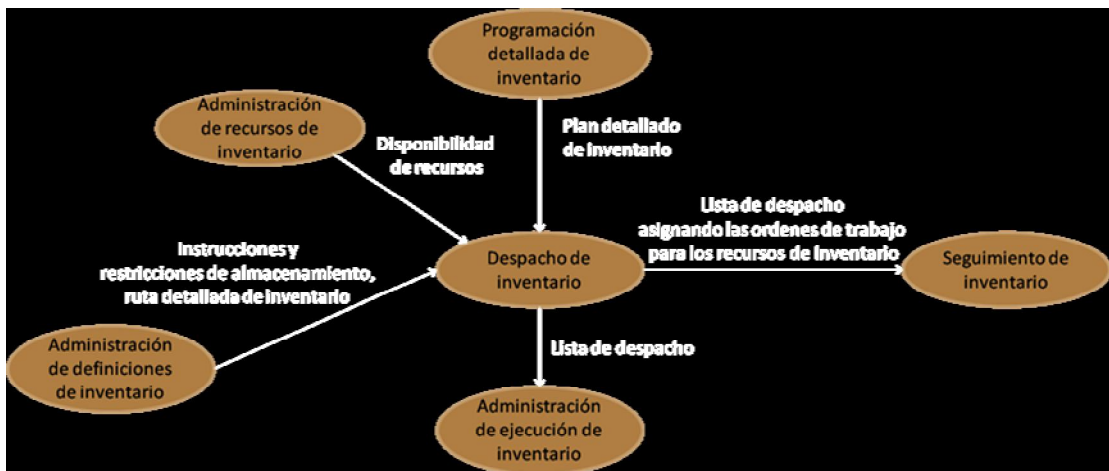 Programación
detallada de
inventario
Administración
de recursos de
inventario
Disponibilidad
de recursos
Plan detallado
de inventario
Lista de despacho
asignando las ordenes de trabajo
para los recursos de inventario
Instrucciones y
restricciones de almacenamiento,
ruta detallada de inventario
Despacho de
inventario
Seguimiento de
inventario
Administración
de definiciones
de inventario
Lista de despacho
Administración
de ejecución de
inventario